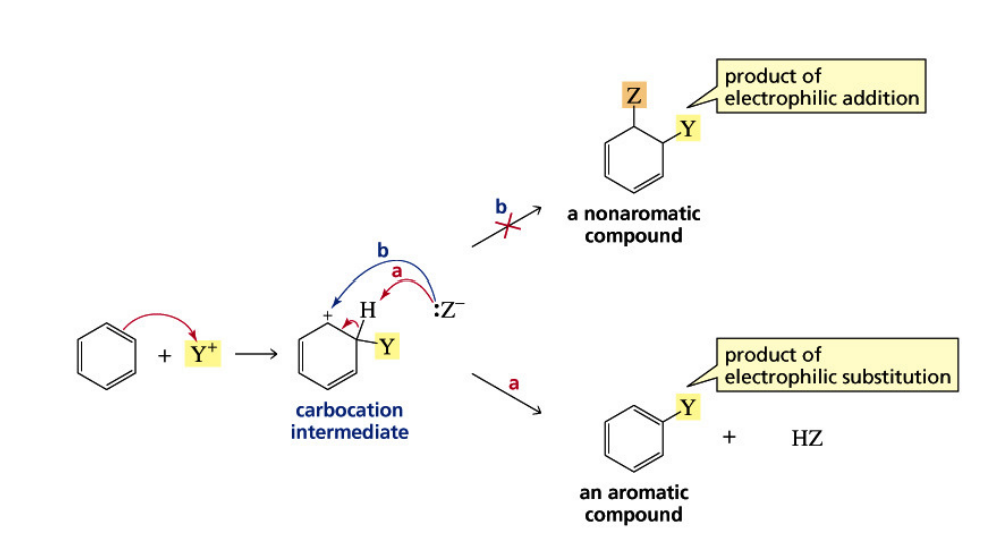 product of
electrophilic addition
Z
Y
b
a nonaromatic
compound
b
a
H
:Z⁻
+
Y
+ Y⁺
carbocation
intermediate
a
product of
electrophilic substitution
Y
+ HZ
an aromatic
compound